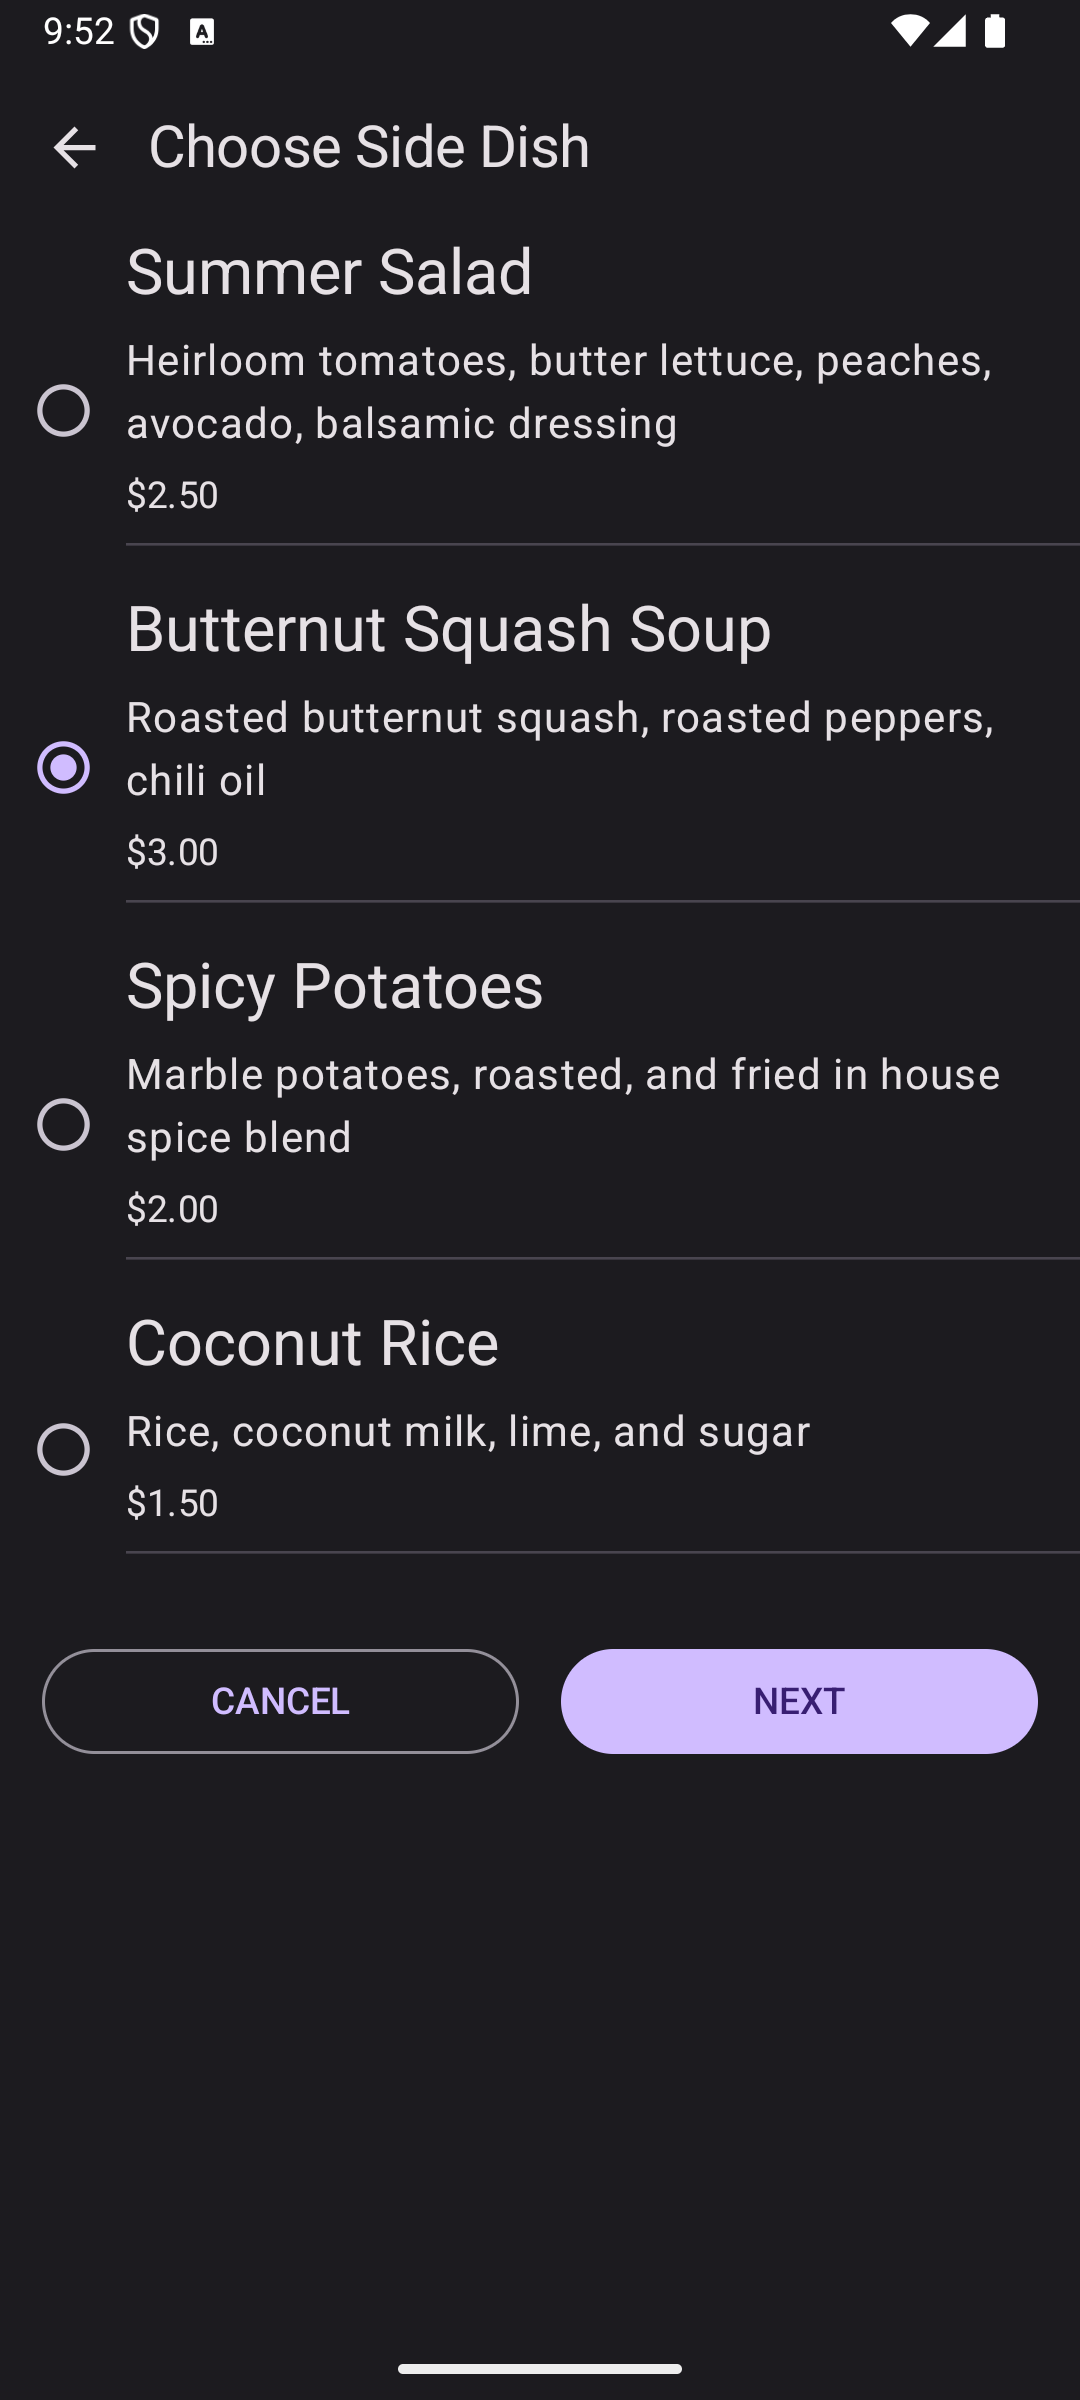 9:52
Choose Side Dish
Summer Salad
Heirloom tomatoes, butter lettuce, peaches,
avocado, balsamic dressing
$2.50
Butternut Squash Soup
Roasted butternut squash, roasted peppers,
chili oil
$3.00
Spicy Potatoes
Marble potatoes, roasted, and fried in house
spice blend
$2.00
Coconut Rice
Rice, coconut milk, lime, and sugar
$1.50
CANCEL
NEXT